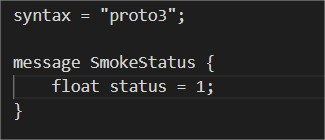 syntax = "proto3";

message SmokeStatus {
    float status = 1;
}